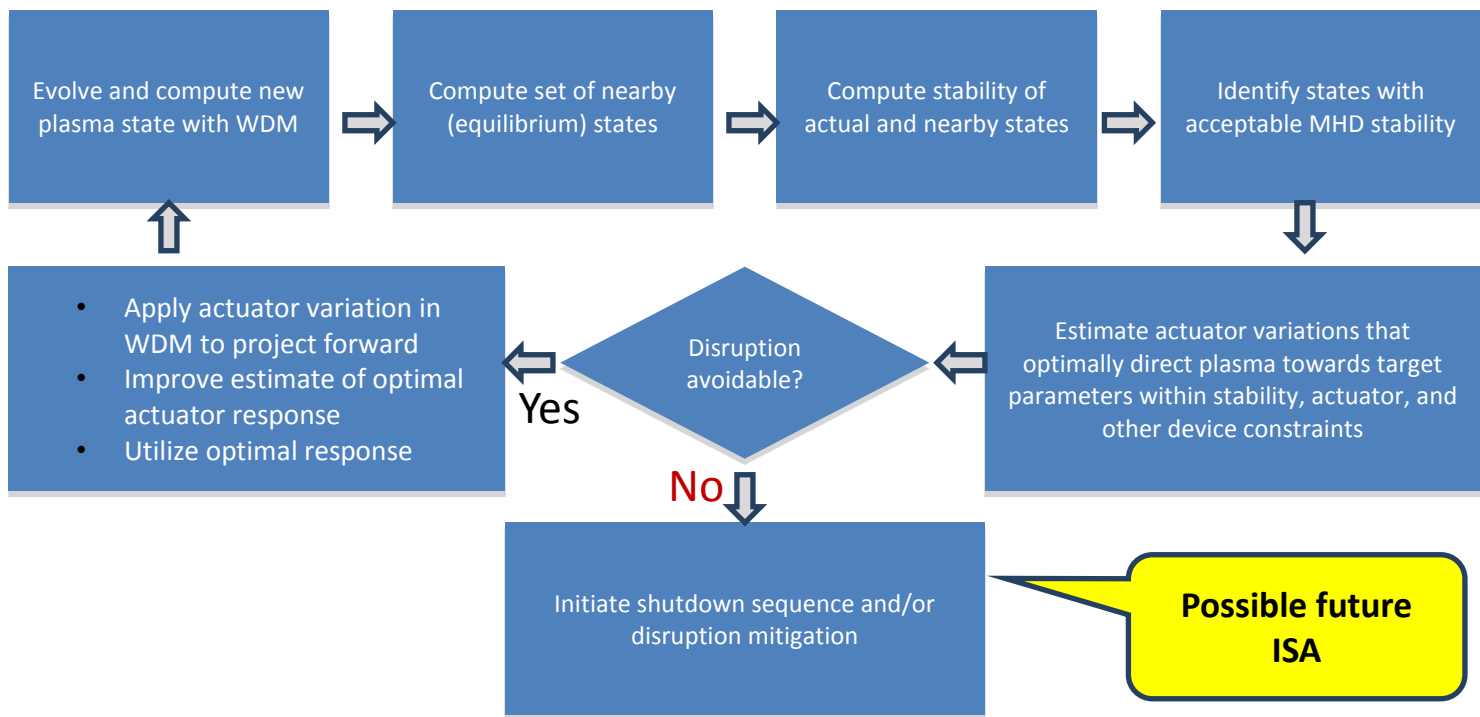 Evolve and compute new
plasma state with WDM
Compute set of nearby
(equilibrium) states
Compute stability of
actual and nearby states
Identify states with
acceptable MHD stability
Estimate actuator variations that
optimally direct plasma towards target
parameters within stability, actuator, and
other device constraints
Disruption
avoidable?
Yes
• Apply actuator variation in
WDM to project forward
• Improve estimate of optimal
actuator response
• Utilize optimal response
No
Initiate shutdown sequence and/or
disruption mitigation
Possible future
ISA